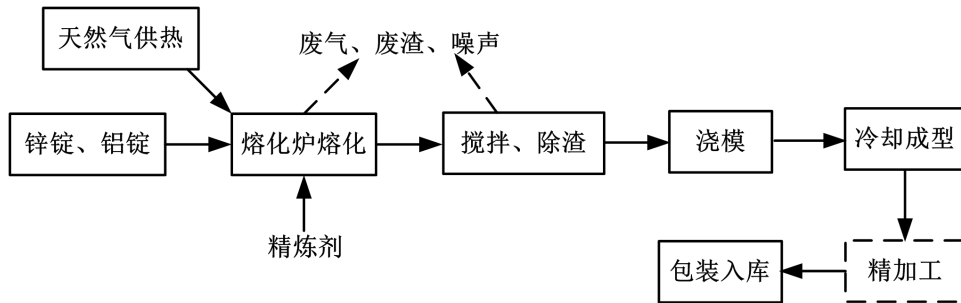 天然气供热
废气、废渣、噪声
锌锭、铝锭
熔化炉熔化
搅拌、除渣
浇模
冷却成型
精炼剂
包装入库
精加工